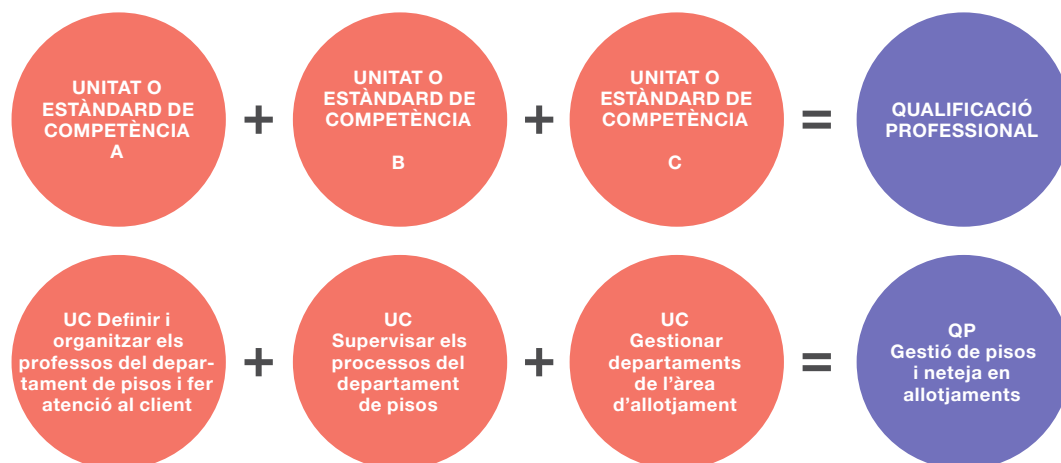 UNITAT O
ESTÀNDARD DE
COMPETÈNCIA
A
+
UNITAT O
ESTÀNDARD DE
COMPETÈNCIA
B
+
UNITAT O
ESTÀNDARD DE
COMPETÈNCIA
C
=
QUALIFICACIÓ
PROFESSIONAL
UC Definir i
organitzar els
professos del depar-
tament de pisos i fer
atenció al client
+
UC
Supervisar els
processos del
departament
de pisos
+
UC
Gestionar
departaments
de l'àrea
d'allotjament
=
QP
Gestió de pisos
i neteja en
allotjaments